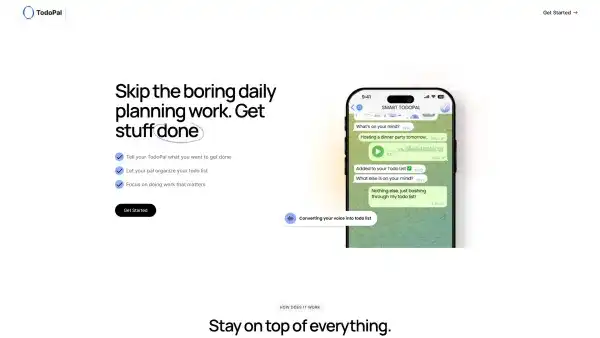 TodoPal
Get Started →
Skip the boring daily
planning work. Get
stuff done
Tell your TodoPal what you want to get done
Let your pal organize your todo list
Focus on doing work that matters
Get Started
9:41
SMART TODOPAL
What's on your mind?
Hosting a dinner party tomorrow.
Added to your Todo List ✅
What else is on your mind?
Nothing else, just bashing
through my todo list!
Converting your voice into todo list
HOW DOES IT WORK
Stay on top of everything.